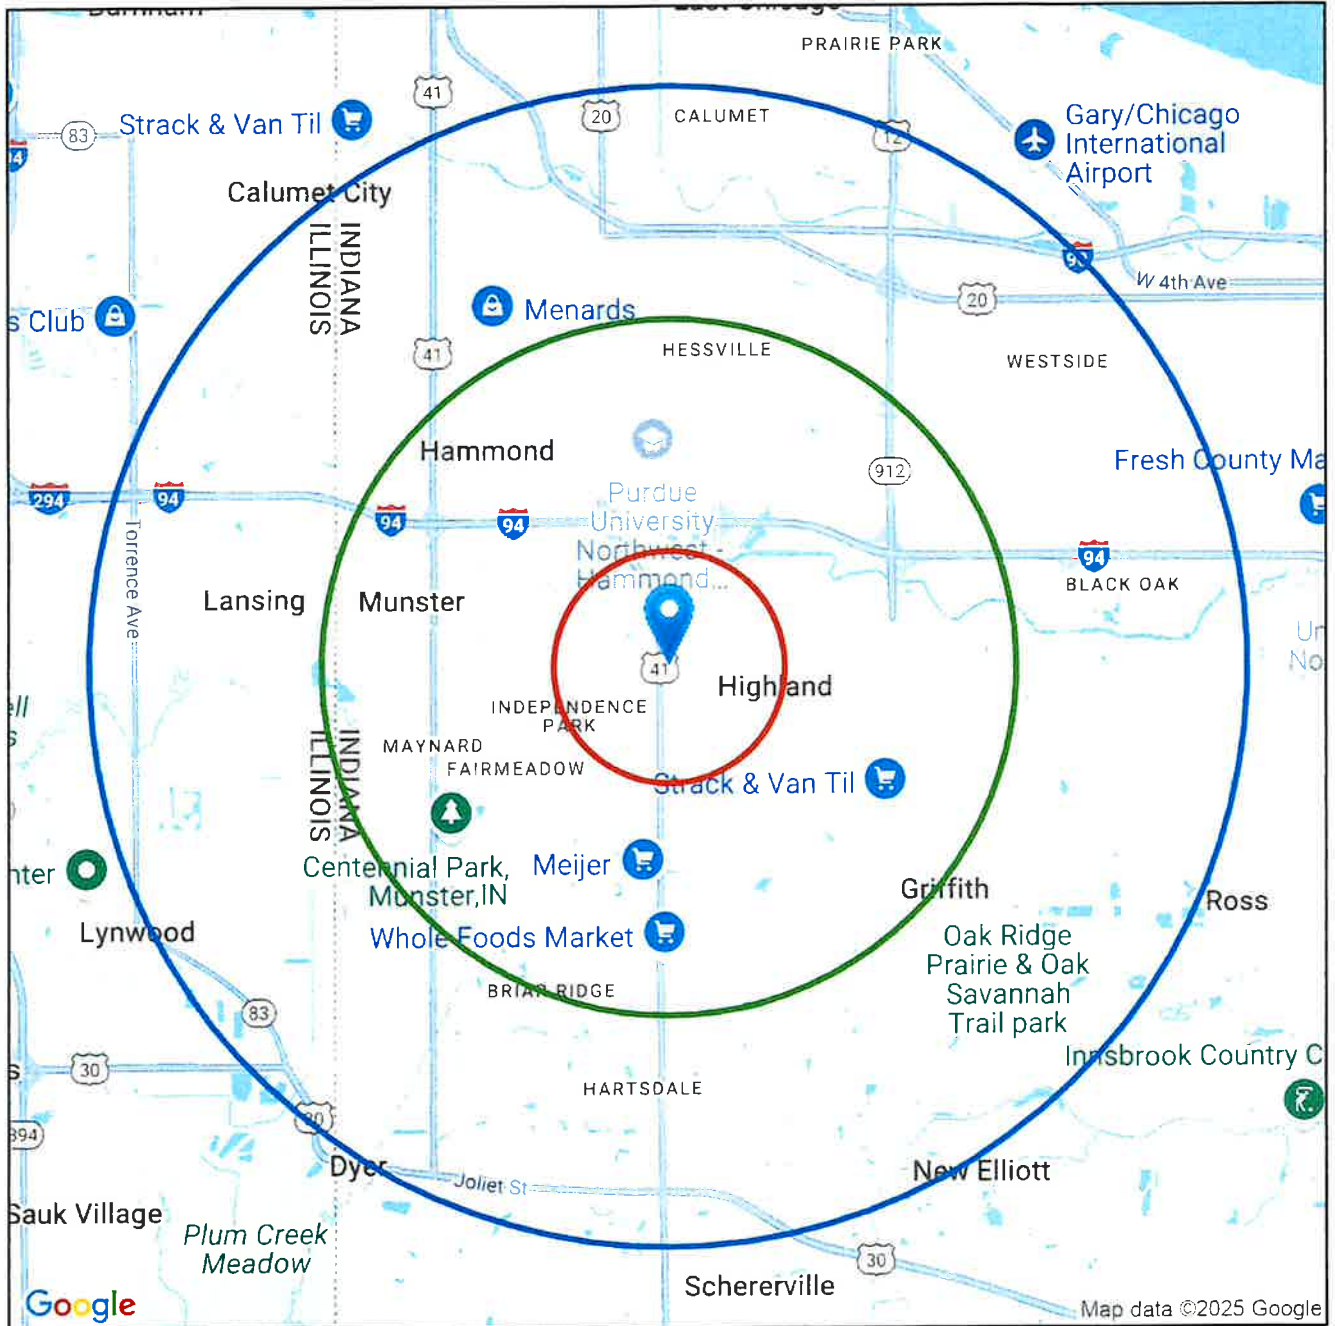 PRAIRIE PARK
41
20
CALUMET
12
Gary/Chicago
International
Airport
83
Strack & Van Til
Calumet City
INDIANA
ILLINOIS
W 4th Ave
20
s Club
Menards
41
HESSVILLE
WESTSIDE
Hammond
912
Fresh County Ma
294
94
94
94
Purdue
University
Northwest -
Hammond...
94
BLACK OAK
Torrence Ave
Lansing
Munster
41
Highland
INDEPENDENCE
PARK
MAYNARD
FAIRMEADOW
INDIANA
ILLINOIS
Strack & Van Til
Centennial Park,
Munster,IN
Meijer
nter
Griffith
Ross
Lynwood
Whole Foods Market
Oak Ridge
Prairie & Oak
Savannah
Trail park
BRIAR RIDGE
83
30
Innsbrook Country C
HARTSDALE
30
394
Dyer
Joliet St
New Elliott
Sauk Village
Plum Creek
Meadow
30
Schererville
Google
Map data ©2025 Google